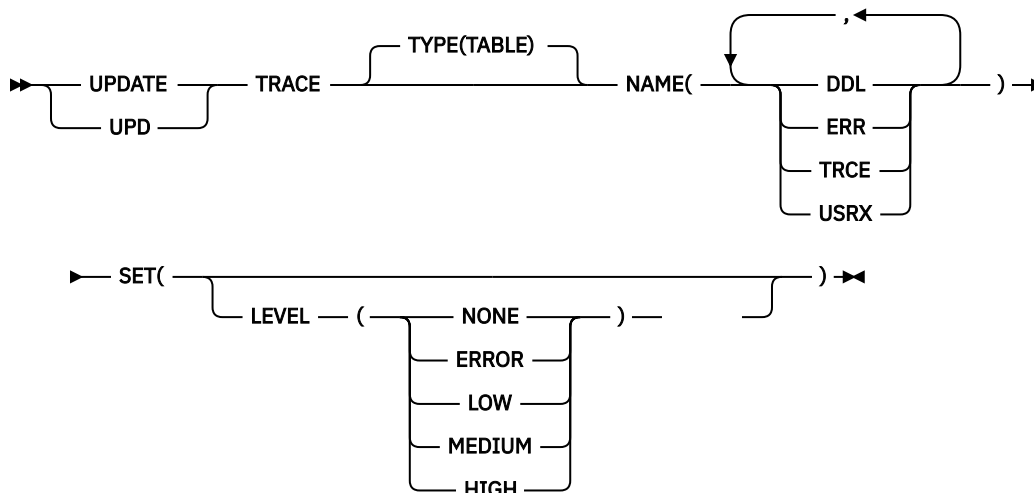 ,
TYPE(TABLE)
UPDATE TRACE NAME( DDL )
UPD ERR
TRCE
USRX
SET( )
LEVEL ( NONE )
ERROR
LOW
MEDIUM
HIGH